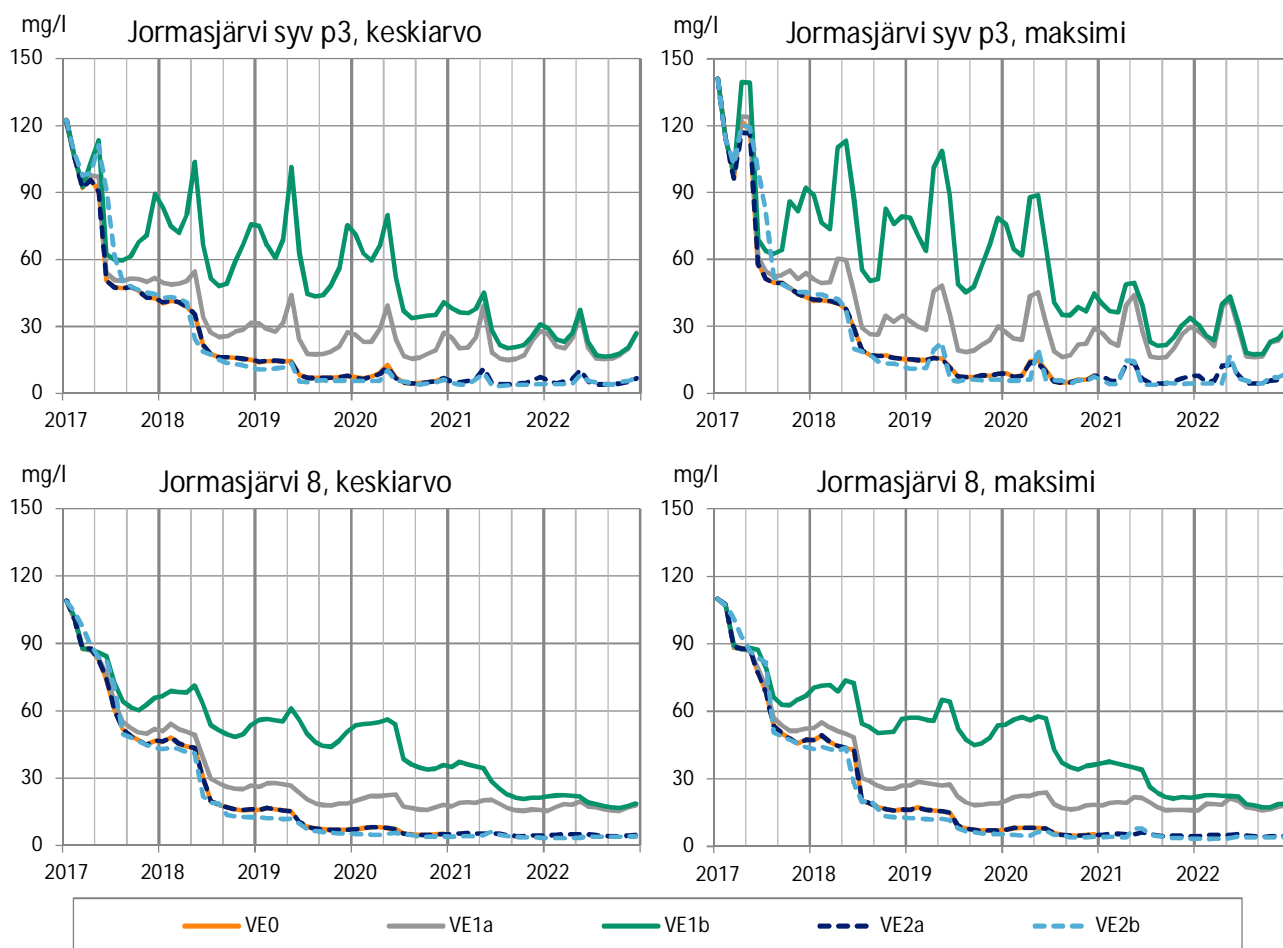 mg/l
Jormasjärvi syv p3, keskiarvo
150
120
90
60
30
0
2017 2018 2019 2020 2021 2022
mg/l
Jormasjärvi syv p3, maksimi
150
120
90
60
30
0
2017 2018 2019 2020 2021 2022
mg/l
Jormasjärvi 8, keskiarvo
150
120
90
60
30
0
2017 2018 2019 2020 2021 2022
mg/l
Jormasjärvi 8, maksimi
150
120
90
60
30
0
2017 2018 2019 2020 2021 2022
VE0 VE1a VE1b VE2a VE2b